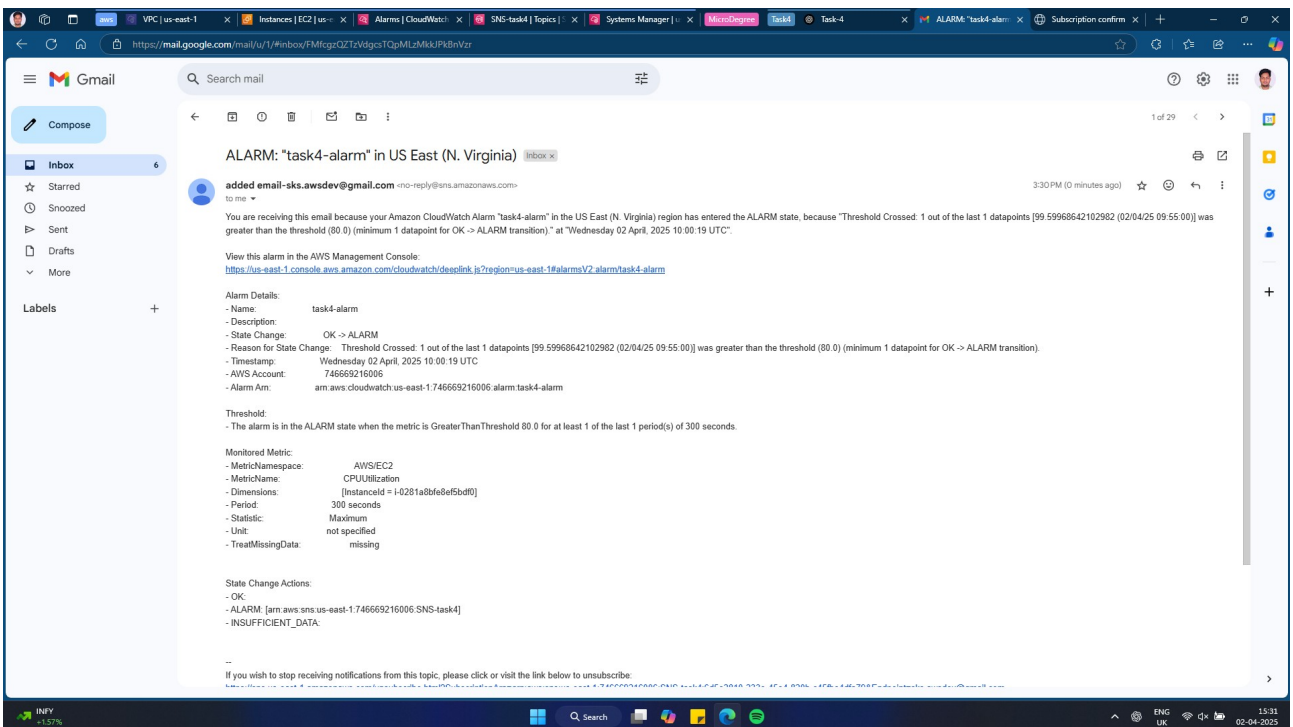 aws
VPC | us-east-1
Instances | EC2 | us-e
Alarms | CloudWatch
SNS-task4 | Topics |
Systems Manager | u
MicroDegree
Task4
Task-4
ALARM: "task4-alarm
Subscription confirm
https://mail.google.com/mail/u/1/#inbox/FMfcgzQZTzVdgcsTQpMLzMkkJPkBnVzr
Gmail
Search mail
Compose
1 of 29
Inbox 6
Starred
Snoozed
Sent
Drafts
More
Labels
ALARM: "task4-alarm" in US East (N. Virginia) Inbox x
added email-sks.awsdev@gmail.com <no-reply@sns.amazonaws.com> 3:30 PM (0 minutes ago)
to me
You are receiving this email because your Amazon CloudWatch Alarm "task4-alarm" in the US East (N. Virginia) region has entered the ALARM state, because "Threshold Crossed: 1 out of the last 1 datapoints [99.59968642102982 (02/04/25 09:55:00)] was
greater than the threshold (80.0) (minimum 1 datapoint for OK -> ALARM transition)." at "Wednesday 02 April, 2025 10:00:19 UTC".
View this alarm in the AWS Management Console:
https://us-east-1.console.aws.amazon.com/cloudwatch/deeplink.js?region=us-east-1#alarmsV2:alarm/task4-alarm
Alarm Details:
- Name: task4-alarm
- Description:
- State Change: OK -> ALARM
- Reason for State Change: Threshold Crossed: 1 out of the last 1 datapoints [99.59968642102982 (02/04/25 09:55:00)] was greater than the threshold (80.0) (minimum 1 datapoint for OK -> ALARM transition).
- Timestamp: Wednesday 02 April, 2025 10:00:19 UTC
- AWS Account: 746669216006
- Alarm Arn: arn:aws:cloudwatch:us-east-1:746669216006:alarm:task4-alarm
Threshold:
- The alarm is in the ALARM state when the metric is GreaterThanThreshold 80.0 for at least 1 of the last 1 period(s) of 300 seconds.
Monitored Metric:
- MetricNamespace: AWS/EC2
- MetricName: CPUUtilization
- Dimensions: [InstanceId = i-0281a8bfe8ef5bdf0]
- Period: 300 seconds
- Statistic: Maximum
- Unit: not specified
- TreatMissingData: missing
State Change Actions:
- OK:
- ALARM: [arn:aws:sns:us-east-1:746669216006:SNS-task4]
- INSUFFICIENT_DATA:
--
If you wish to stop receiving notifications from this topic, please click or visit the link below to unsubscribe:
INFY
+1.57%
Search
ENG
UK
15:31
02-04-2025